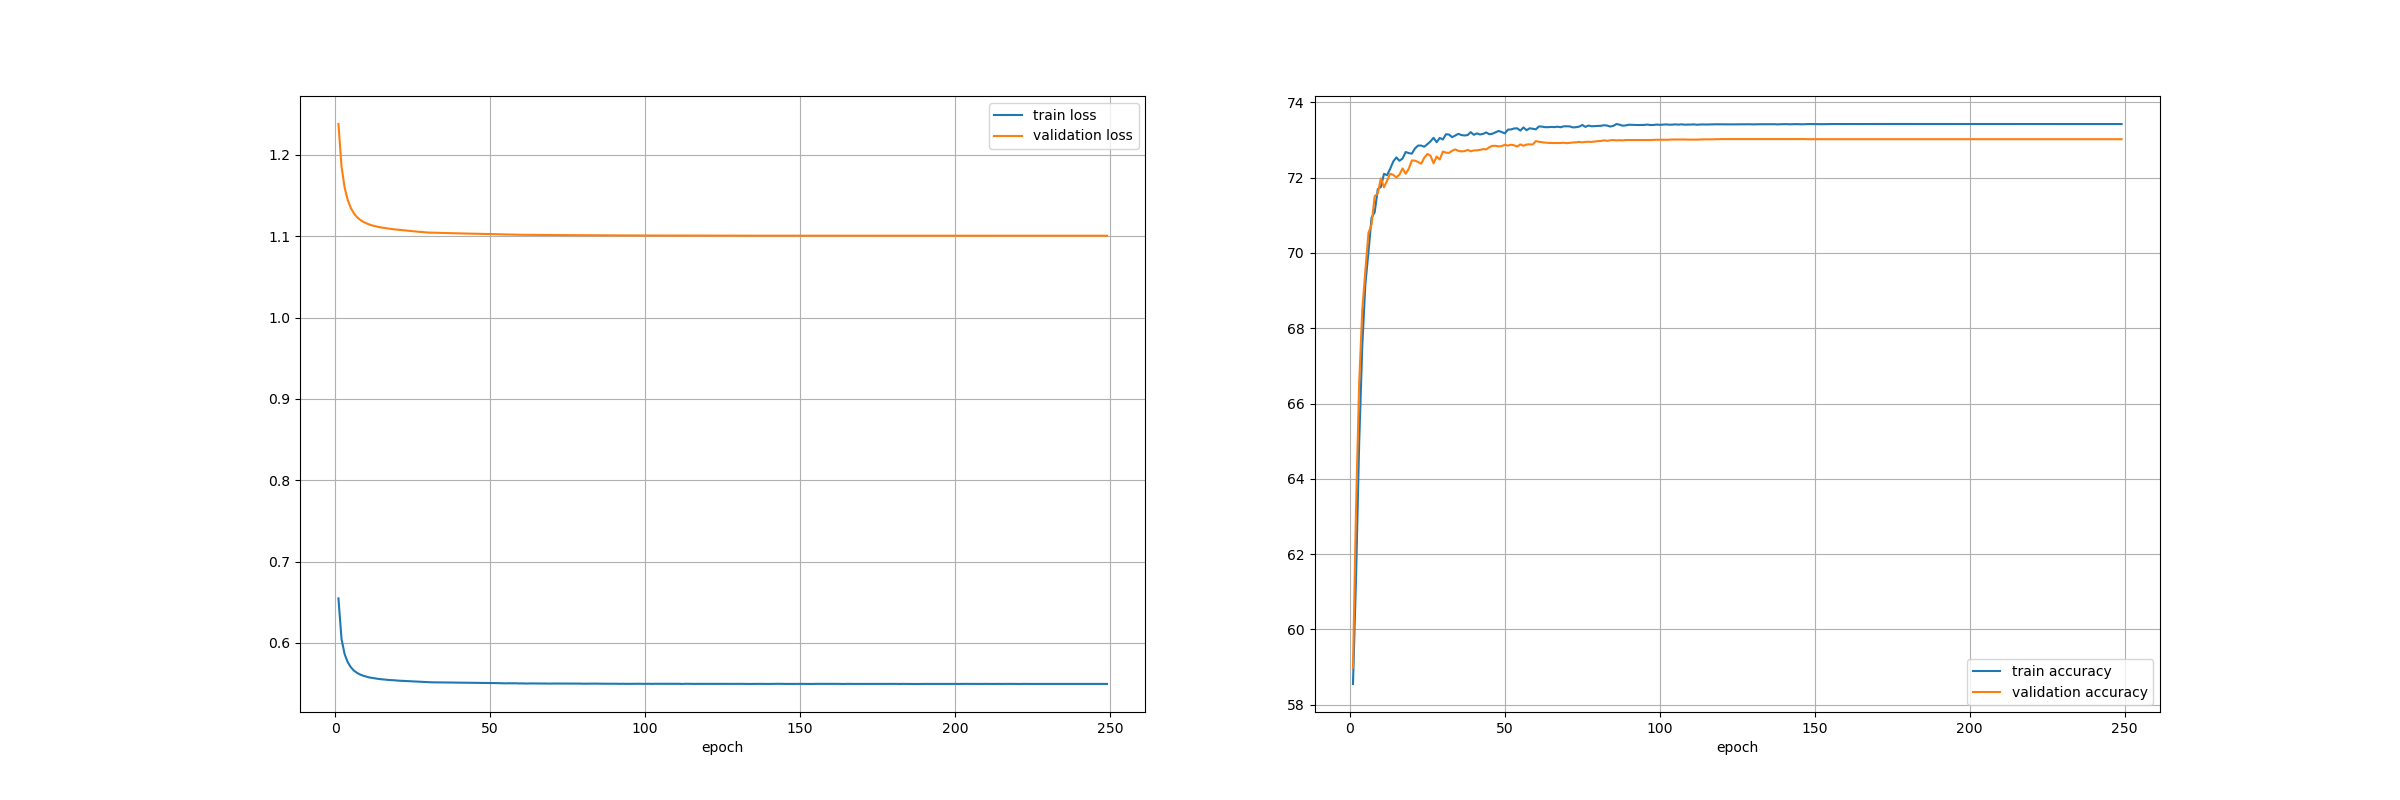 train loss
validation loss
1.2
1.1
1.0
0.9
0.8
0.7
0.6
0 50 100 150 200 250
epoch
74
72
70
68
66
64
62
60
58
train accuracy
validation accuracy
0 50 100 150 200 250
epoch